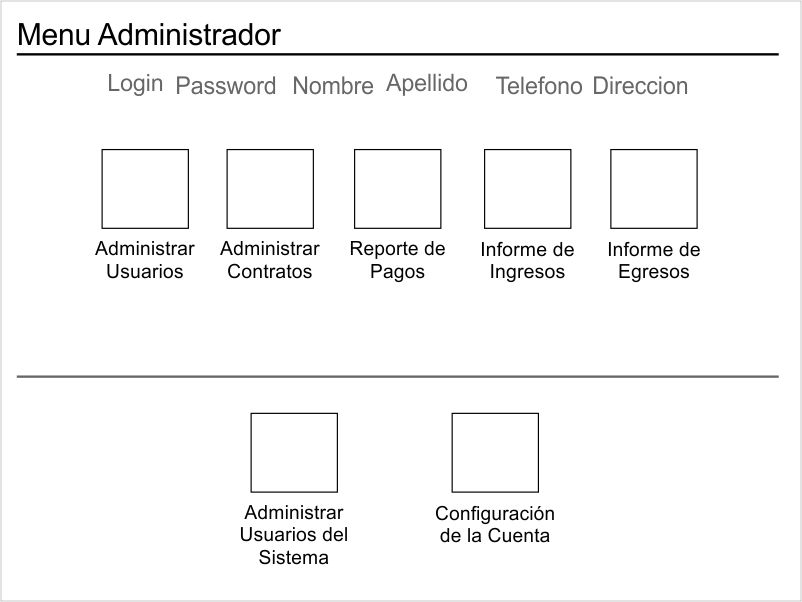 Menu Administrador
Login Password Nombre Apellido Telefono Direccion
Administrar
Usuarios
Administrar
Contratos
Reporte de
Pagos
Informe de
Ingresos
Informe de
Egresos
Administrar
Usuarios del
Sistema
Configuración
de la Cuenta